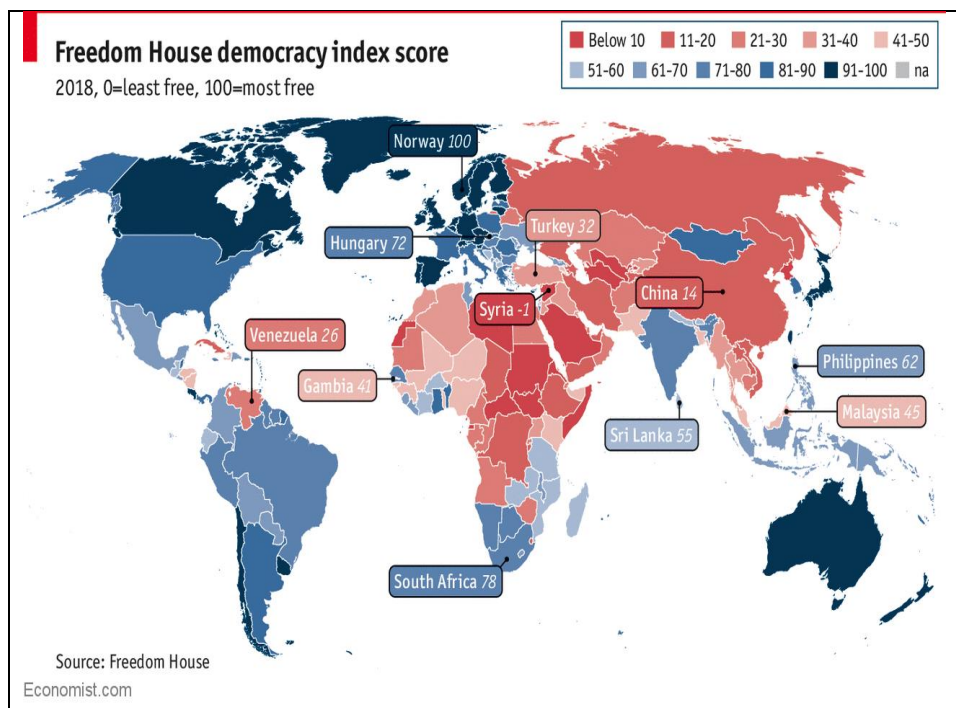 Freedom House democracy index score
2018, 0=least free, 100=most free
Below 10 11-20 21-30 31-40 41-50
51-60 61-70 71-80 81-90 91-100 na
Norway 100
Turkey 32
Hungary 72
China 14
Syria -1
Venezuela 26
Philippines 62
Gambia 41
Malaysia 45
Sri Lanka 55
South Africa 78
Source: Freedom House
Economist.com